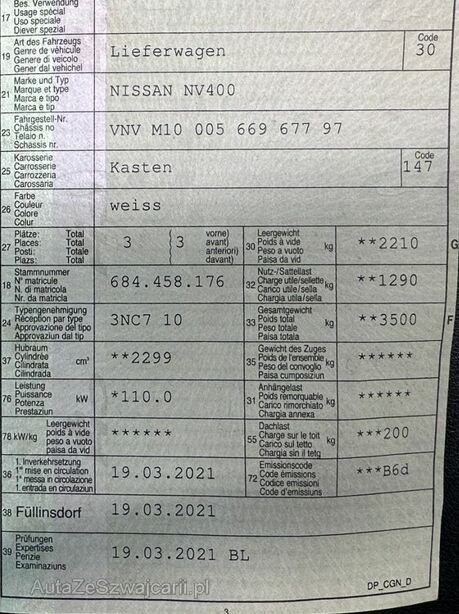 Bes. Verwendung
17 Usage spécial
Uso speciale
Diever spezial
Art des Fahrzeugs
19 Genre de véhicule
Genere di veicolo
Gener dal vehichel
Lieferwagen
Code
30
Marke und Typ
21 Marque et type
Marca e tipo
Marca e tip
NISSAN NV400
Fahrgestell-Nr.
23 Châssis no
Telaio n.
Schassis nr.
VNV M10 005 669 677 97
Karosserie
25 Carrosserie
Carrozzeria
Carossaria
Kasten
Code
147
Farbe
26 Couleur
Colore
Colur
weiss
Plätze: Total vorne)
27 Places: Total avant)
Posti: Totale anteriori)
Plazs: Total davant)
3 (3
Leergewicht
30 Poids à vide kg
Peso a vuoto
Paisa da vid
**2210
G
Stammnummer
18 N° matricule
N. di matricola
Nr. da matricla
684.458.176
Nutz-/Sattellast
32 Charge utile/sellette kg
Carico utile/sella
Chargia utila/sella
**1290
Typengenehmigung
24 Réception par type
Approvazione del tipo
Approvaziun dal tip
3NC7 10
Gesamtgewicht
33 Poids total kg
Peso totale
Paisa totala
**3500
F
Hubraum
37 Cylindrée cm³
Cilindrata
Cilindrada
**2299
Gewicht des Zuges
35 Poids de l'ensemble kg
Peso del convoglio
Paisa cumposiziun
******
Leistung
76 Puissance kW
Potenza
Prestaziun
*110.0
Anhängelast
31 Poids remorquable kg
Carico rimorchiato
Chargia annexa
******
Leergewicht
78 kW/kg poids à vide
peso a vuoto
paisa da vid
******
Dachlast
55 Charge sur le toit kg
Carico sul tetto
Chargia sin il tetg
***200
1. Inverkehrsetzung
36 1re mise en circulation
1a messa in circolazione
1. entrada en circulaziun
19.03.2021
Emissionscode
72 Code émissions
Codice emissioni
Code d'emissiuns
***B6d
38 Füllinsdorf 19.03.2021
Prüfungen
39 Expertises
Perizie
Examinaziuns
19.03.2021 BL
AutaZeSzwajcarii.pl
DP_CGN_D
3